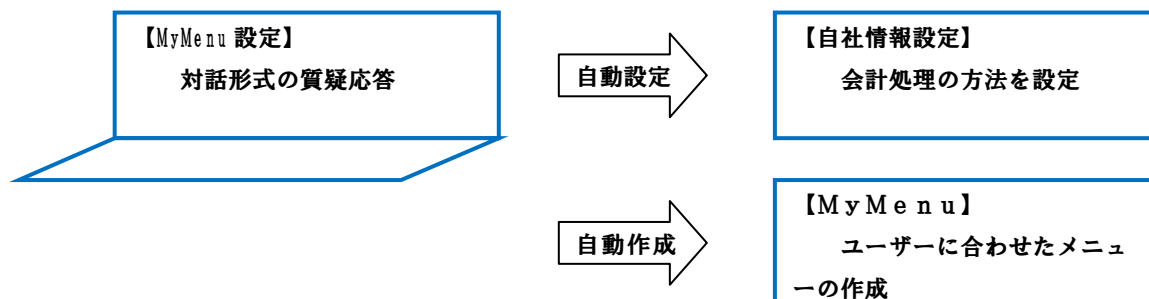 【MyMenu 設定】
対話形式の質疑応答
自動設定
【自社情報設定】
会計処理の方法を設定
自動作成
【ＭｙＭｅｎｕ】
ユーザーに合わせたメニュ
ーの作成